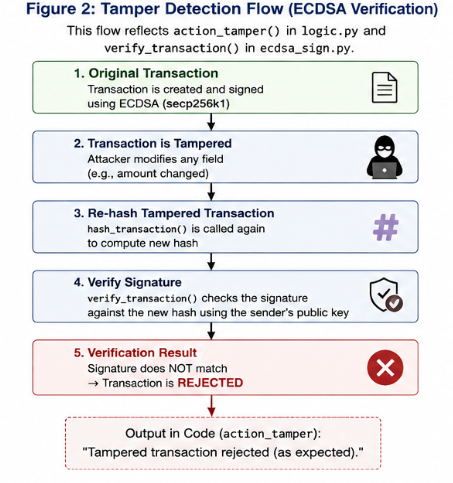 Figure 2: Tamper Detection Flow (ECDSA Verification)
This flow reflects action_tamper() in logic.py and
verify_transaction() in ecdsa_sign.py.
1. Original Transaction
Transaction is created and signed
using ECDSA (secp256k1)
2. Transaction is Tampered
Attacker modifies any field
(e.g., amount changed)
3. Re-hash Tampered Transaction
hash_transaction() is called again
to compute new hash
#
4. Verify Signature
verify_transaction() checks the signature
against the new hash using the sender's public key
5. Verification Result
Signature does NOT match
→ Transaction is REJECTED
Output in Code (action_tamper):
"Tampered transaction rejected (as expected)."